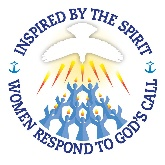 INSPIRED BY THE SPIRIT
WOMEN RESPOND TO GOD'S CALL